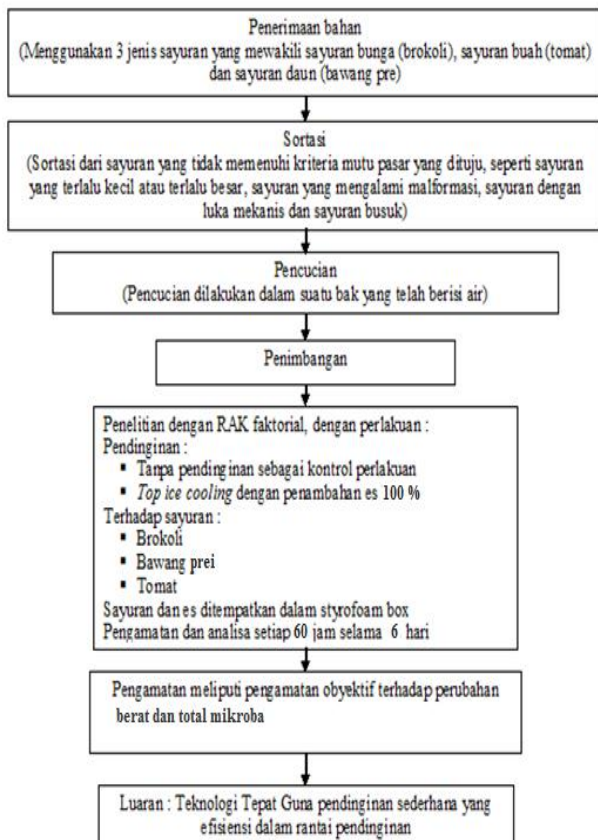 Penerimaan bahan
(Menggunakan 3 jenis sayuran yang mewakili sayuran bunga (brokoli), sayuran buah (tomat)
dan sayuran daun (bawang pre)
Sortasi
(Sortasi dari sayuran yang tidak memenuhi kriteria mutu pasar yang dituju, seperti sayuran
yang terlalu kecil atau terlalu besar, sayuran yang mengalami malformasi, sayuran dengan
luka mekanis dan sayuran busuk)
Pencucian
(Pencucian dilakukan dalam suatu bak yang telah berisi air)
Penimbangan
Penelitian dengan RAK faktorial, dengan perlakuan :
Pendinginan :
▪ Tanpa pendinginan sebagai kontrol perlakuan
▪ Top ice cooling dengan penambahan es 100 %
Terhadap sayuran :
▪ Brokoli
▪ Bawang prei
▪ Tomat
Sayuran dan es ditempatkan dalam styrofoam box
Pengamatan dan analisa setiap 60 jam selama 6 hari
Pengamatan meliputi pengamatan obyektif terhadap perubahan
berat dan total mikroba
Luaran : Teknologi Tepat Guna pendinginan sederhana yang
efisiensi dalam rantai pendinginan